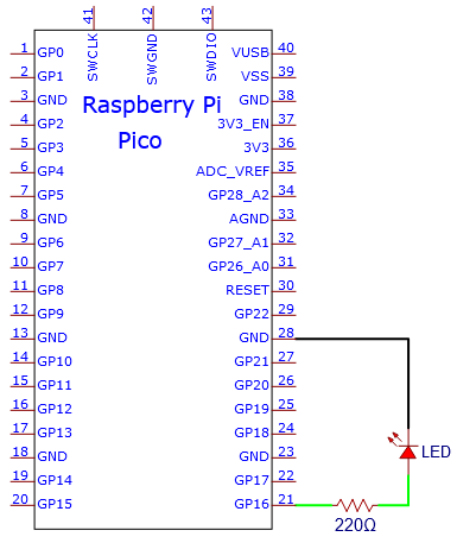 41 42 43
SWCLK SWGND SWDIO
Raspberry Pi
Pico
1 GP0
2 GP1
3 GND
4 GP2
5 GP3
6 GP4
7 GP5
8 GND
9 GP6
10 GP7
11 GP8
12 GP9
13 GND
14 GP10
15 GP11
16 GP12
17 GP13
18 GND
19 GP14
20 GP15
VUSB 40
VSS 39
GND 38
3V3_EN 37
3V3 36
ADC_VREF 35
GP28_A2 34
AGND 33
GP27_A1 32
GP26_A0 31
RESET 30
GP22 29
GND 28
GP21 27
GP20 26
GP19 25
GP18 24
GND 23
GP17 22
GP16 21
LED
220Ω